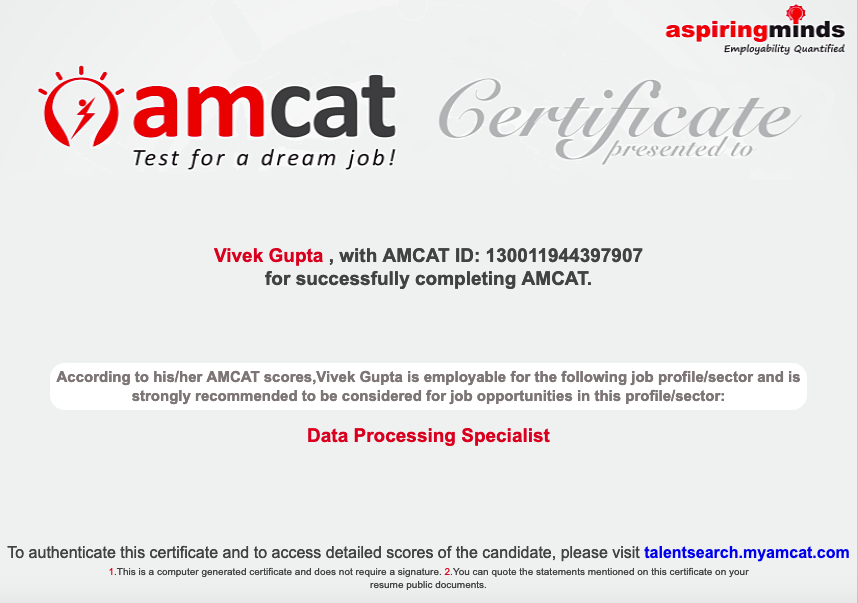 aspiringminds
Employability Quantified
amcat
Test for a dream job!
Certificate
presented to
Vivek Gupta , with AMCAT ID: 130011944397907
for successfully completing AMCAT.
According to his/her AMCAT scores,Vivek Gupta is employable for the following job profile/sector and is
strongly recommended to be considered for job opportunities in this profile/sector:
Data Processing Specialist
To authenticate this certificate and to access detailed scores of the candidate, please visit talentsearch.myamcat.com
1.This is a computer generated certificate and does not require a signature. 2.You can quote the statements mentioned on this certificate on your
resume public documents.